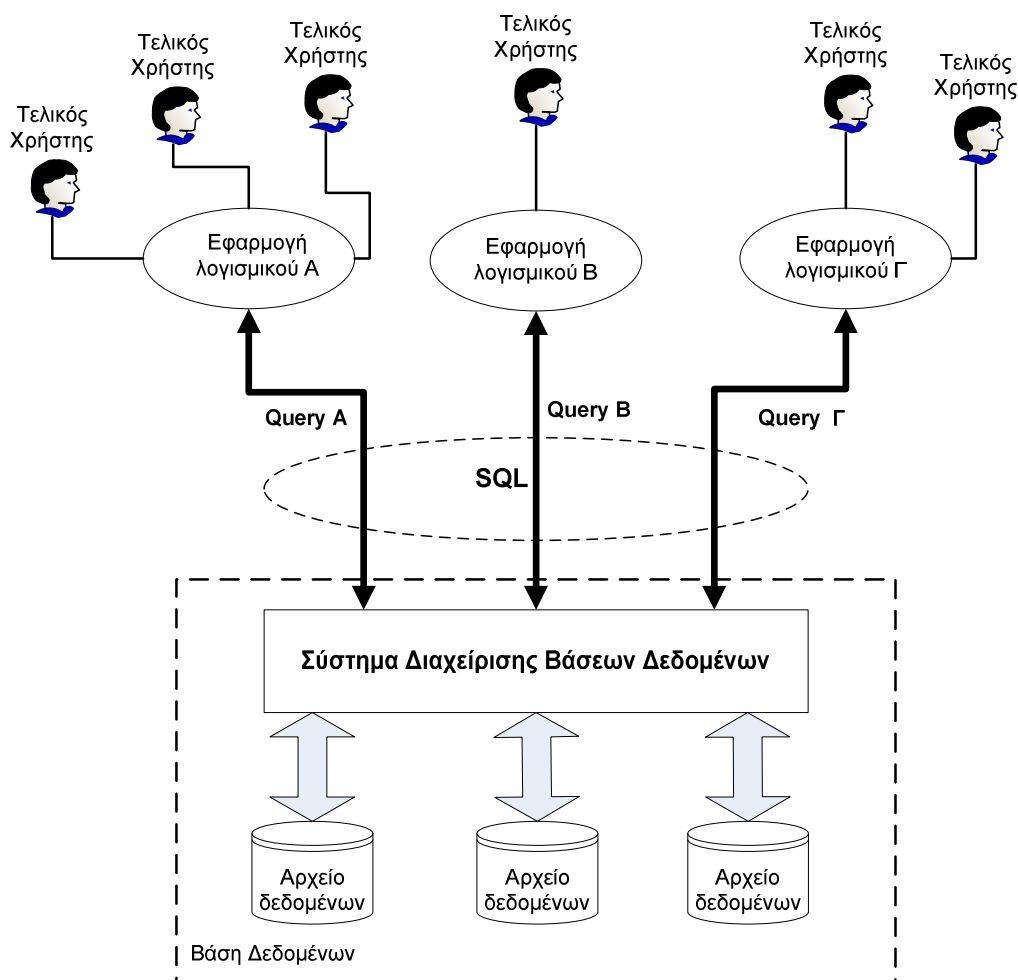 Τελικός
Χρήστης
Τελικός
Χρήστης
Τελικός
Χρήστης
Τελικός
Χρήστης
Τελικός
Χρήστης
Τελικός
Χρήστης
Εφαρμογή
λογισμικού Α
Εφαρμογή
λογισμικού Β
Εφαρμογή
λογισμικού Γ
Query A
Query B
Query Γ
SQL
Σύστημα Διαχείρισης Βάσεων Δεδομένων
Αρχείο
δεδομένων
Αρχείο
δεδομένων
Αρχείο
δεδομένων
Βάση Δεδομένων